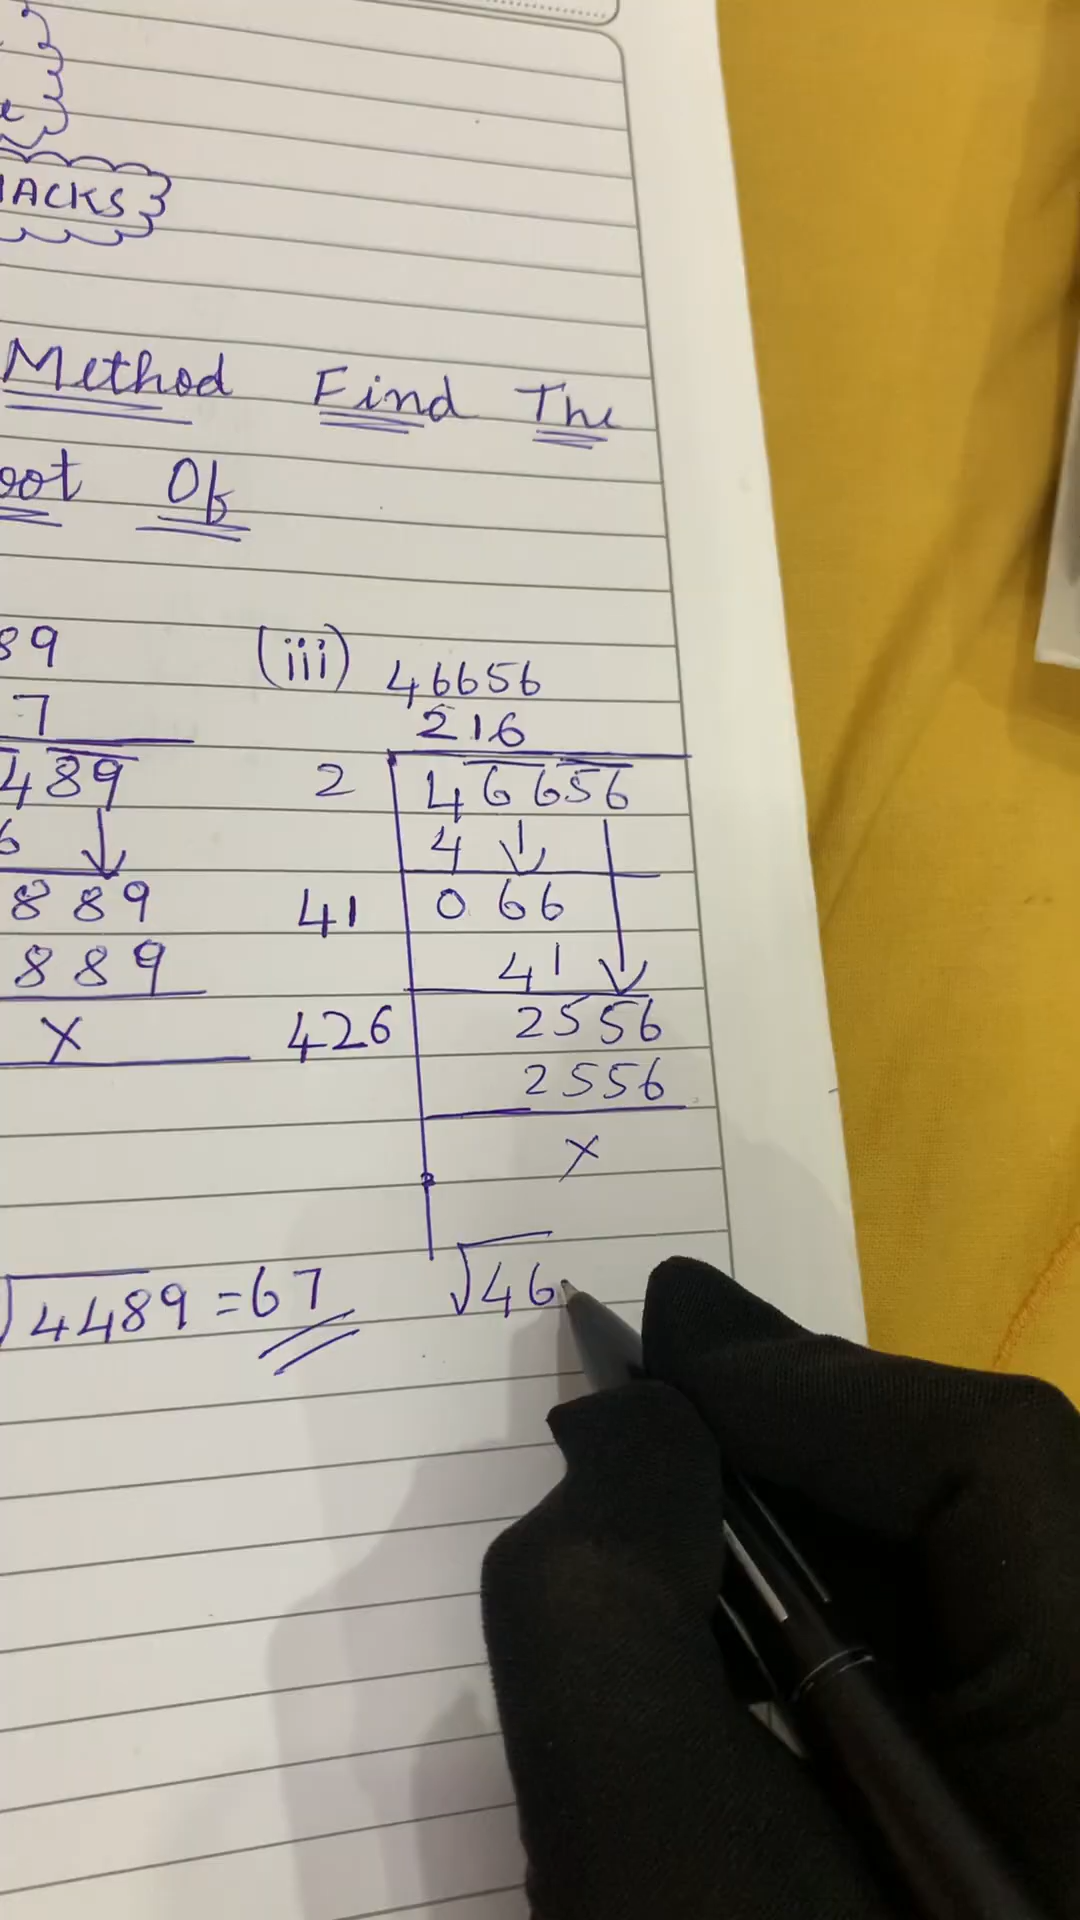 HACKS
Method Find The
oot Of
89 (iii) 46656
7 216
489 2 46656
6 4
889 41 066
889 41
X 426 2556
2556
X
√4489 = 67 √46